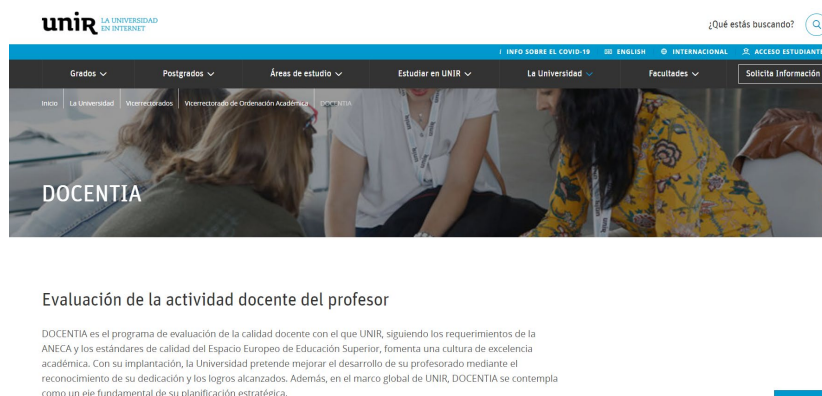 unir LA UNIVERSIDAD
EN INTERNET
¿Qué estás buscando?
i INFO SOBRE EL COVID-19 ENGLISH INTERNACIONAL ACCESO ESTUDIANTE
Grados Postgrados Áreas de estudio Estudiar en UNIR La Universidad Facultades Solicita Información
Inicio La Universidad Vicerrectorados Vicerrectorado de Ordenación Académica DOCENTIA
DOCENTIA
Evaluación de la actividad docente del profesor
DOCENTIA es el programa de evaluación de la calidad docente con el que UNIR, siguiendo los requerimientos de la
ANECA y los estándares de calidad del Espacio Europeo de Educación Superior, fomenta una cultura de excelencia
académica. Con su implantación, la Universidad pretende mejorar el desarrollo de su profesorado mediante el
reconocimiento de su dedicación y los logros alcanzados. Además, en el marco global de UNIR, DOCENTIA se contempla
como un eje fundamental de su planificación estratégica.